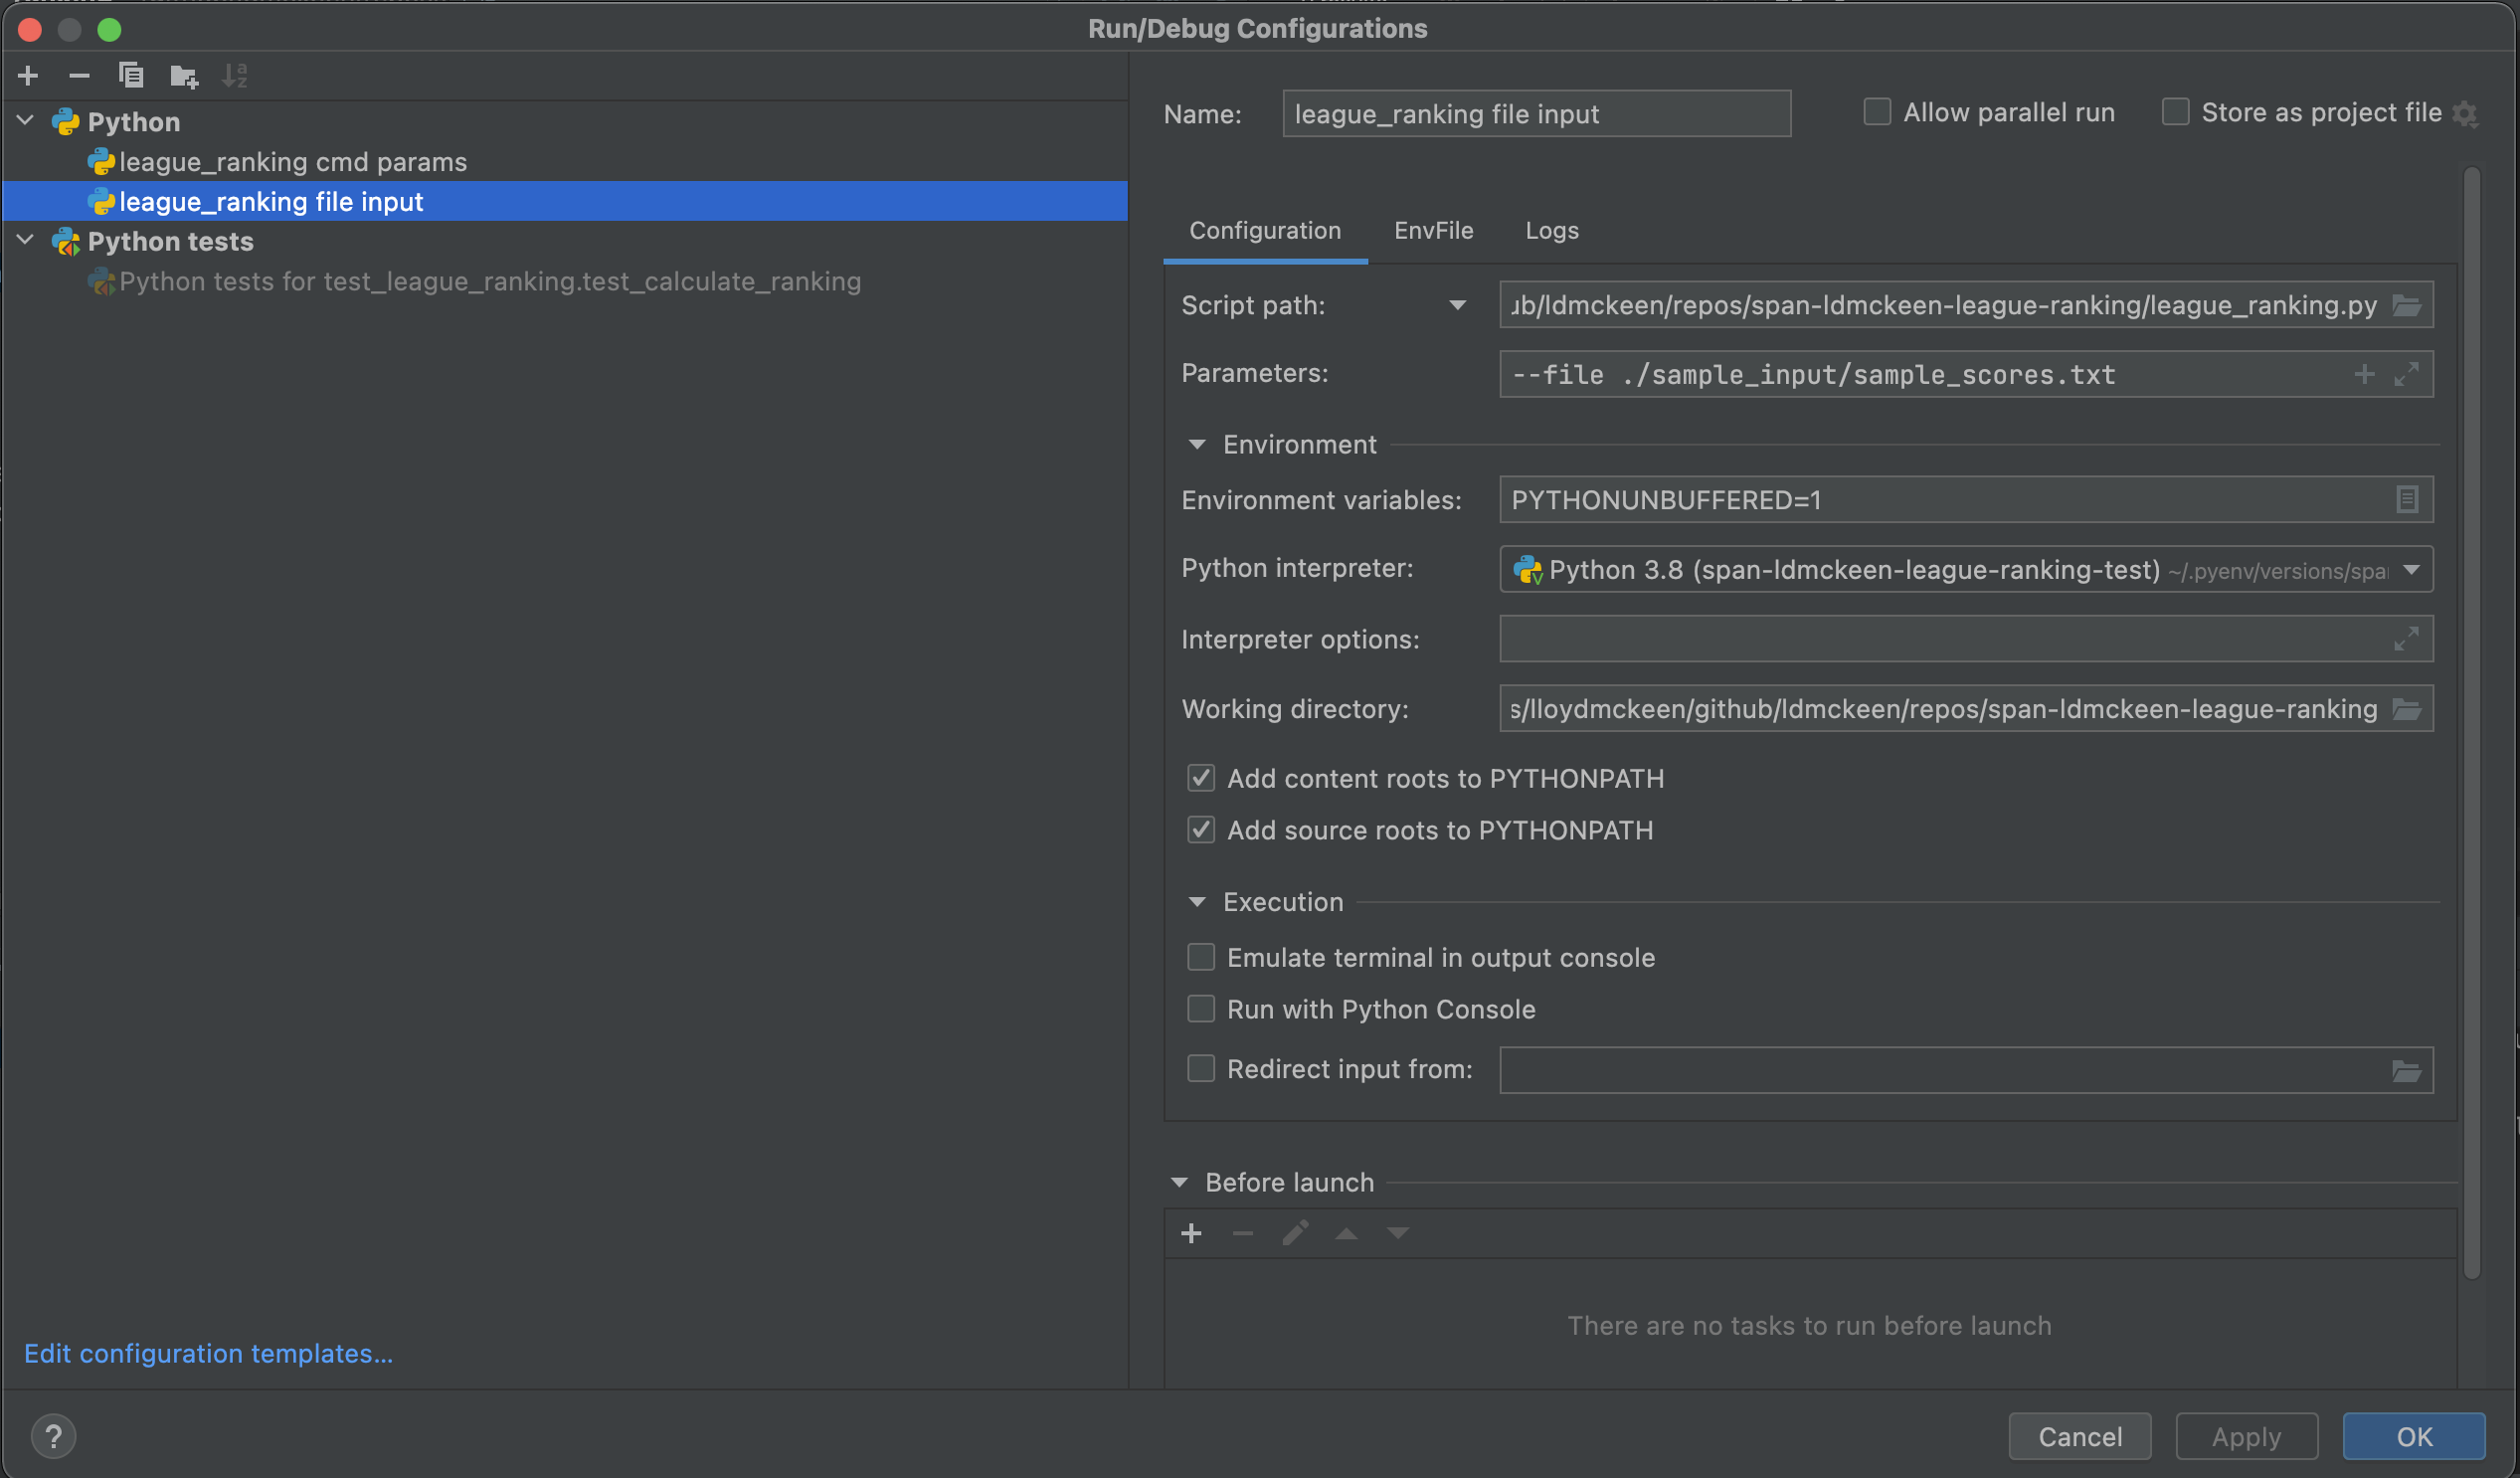 Run/Debug Configurations
Python
league_ranking cmd params
league_ranking file input
Python tests
Python tests for test_league_ranking.test_calculate_ranking
Edit configuration templates...
Name: league_ranking file input Allow parallel run Store as project file
Configuration EnvFile Logs
Script path: /ldmckeen/repos/span-ldmckeen-league-ranking/league_ranking.py
Parameters: --file ./sample_input/sample_scores.txt
Environment
Environment variables: PYTHONUNBUFFERED=1
Python interpreter: Python 3.8 (span-ldmckeen-league-ranking-test) ~/.pyenv/versions/spa
Interpreter options:
Working directory: s/lloydmckeen/github/ldmckeen/repos/span-ldmckeen-league-ranking
Add content roots to PYTHONPATH
Add source roots to PYTHONPATH
Execution
Emulate terminal in output console
Run with Python Console
Redirect input from:
Before launch
There are no tasks to run before launch
? Cancel Apply OK